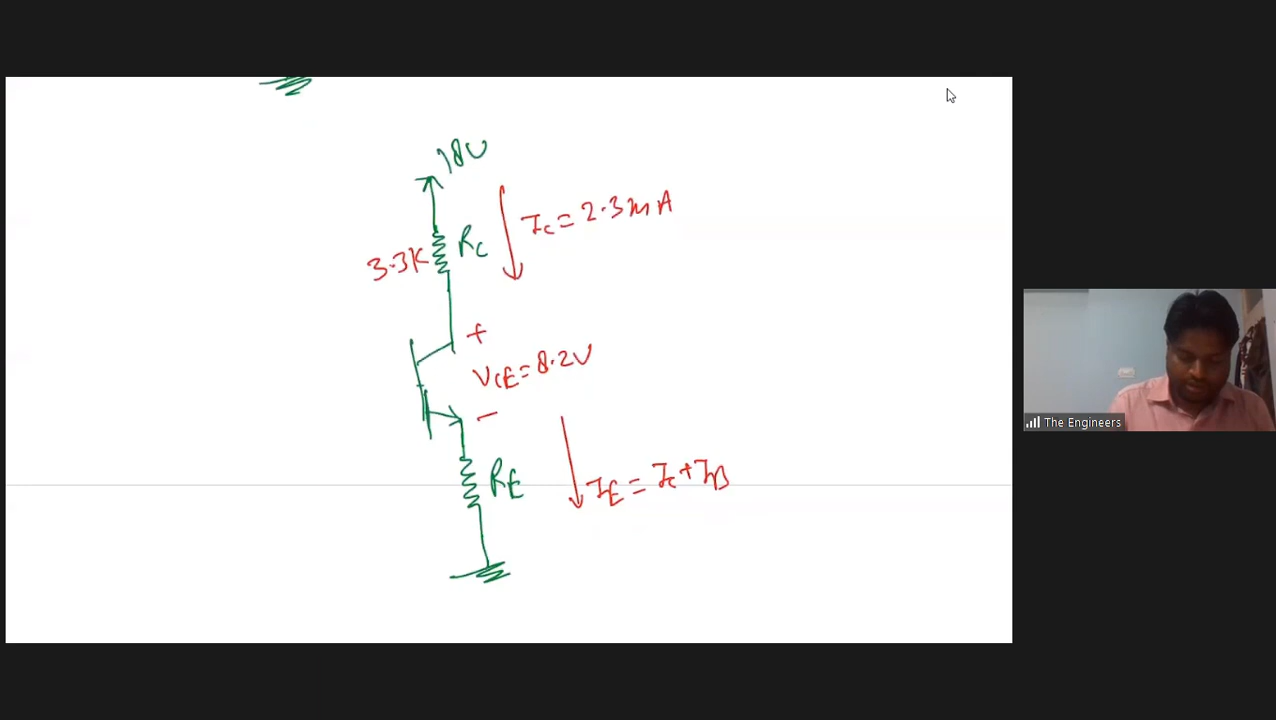 18V
3.3K
RC
IC = 2.3mA
+
VCE = 8.2V
-
RE
IE = IC + IB
The Engineers